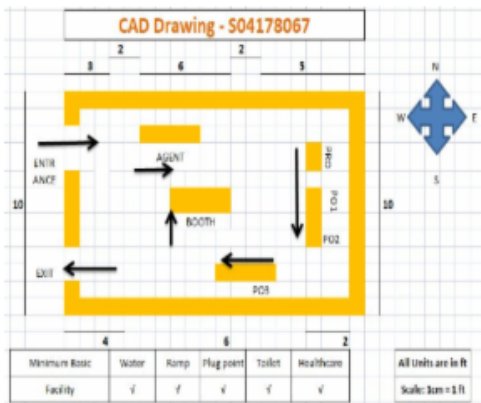 CAD Drawing - S04178067
2 2
3 6 5
N
W E
S
ENTR
ANCE
AGENT
PRO
PO1
10
10
BOOTH
PO2
EXIT
PO3
4 6 2
Minimum Basic Water Ramp Plug point Toilet Healthcare
Facility √ √ √ √ √
All Units are in ft
Scale: 1cm = 1 ft